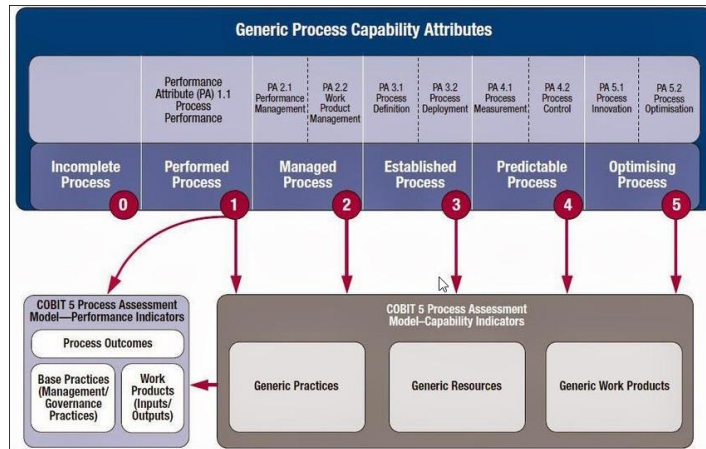 Generic Process Capability Attributes
Performance
Attribute (PA) 1.1
Process
Performance
PA 2.1
Performance
Management
PA 2.2
Work
Product
Management
PA 3.1
Process
Definition
PA 3.2
Process
Deployment
PA 4.1
Process
Measurement
PA 4.2
Process
Control
PA 5.1
Process
Innovation
PA 5.2
Process
Optimisation
Incomplete
Process
0
Performed
Process
1
Managed
Process
2
Established
Process
3
Predictable
Process
4
Optimising
Process
5
COBIT 5 Process Assessment
Model—Performance Indicators
Process Outcomes
Base Practices
(Management/
Governance
Practices)
Work
Products
(Inputs/
Outputs)
COBIT 5 Process Assessment
Model–Capability Indicators
Generic Practices
Generic Resources
Generic Work Products